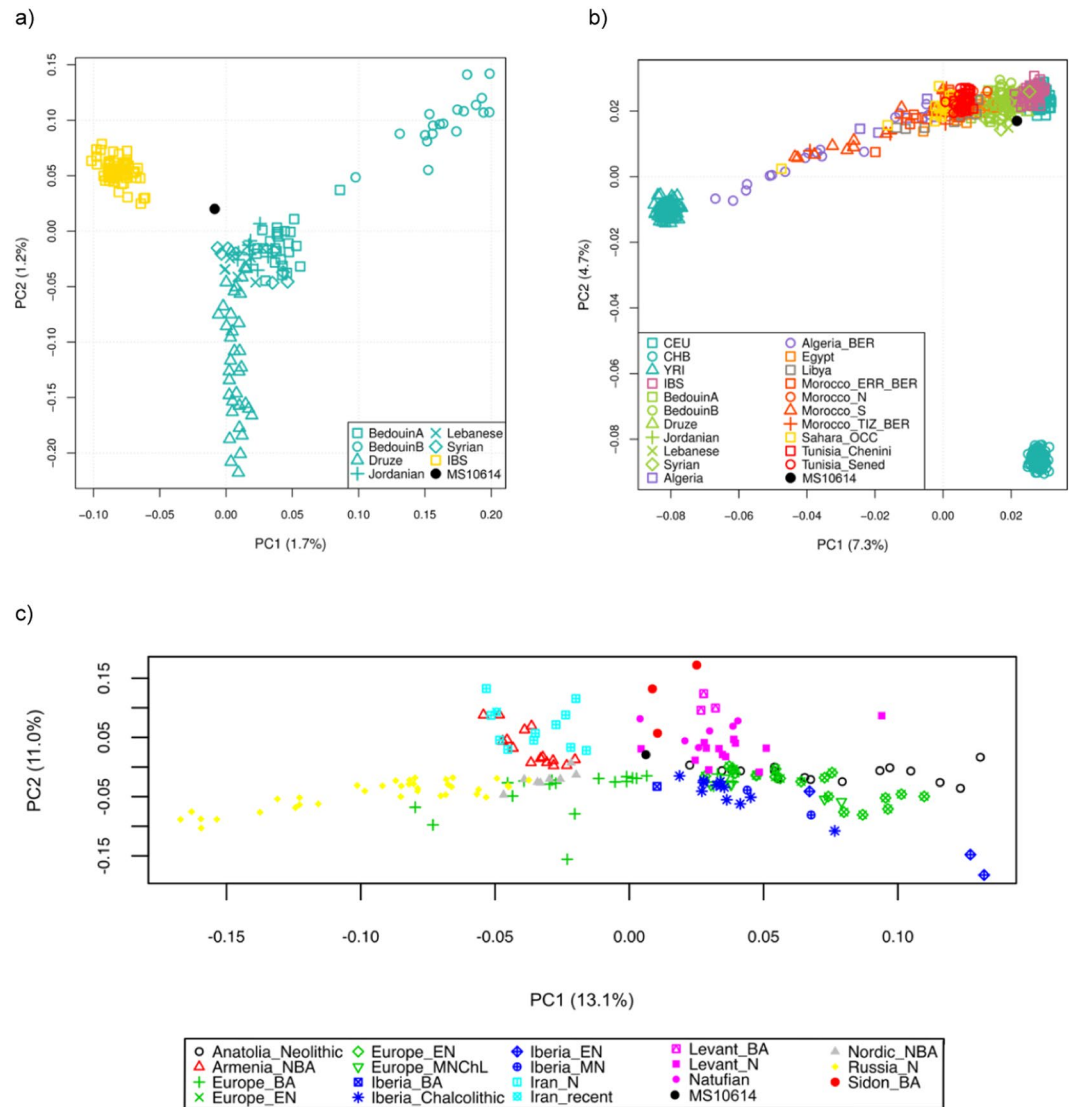 a)
0.15
0.10
0.05
0.00
−0.05
−0.10
−0.15
−0.20
PC2 (1.2%)
−0.10 −0.05 0.00 0.05 0.10 0.15 0.20
PC1 (1.7%)
BedouinA Lebanese
BedouinB Syrian
Druze IBS
Jordanian MS10614
b)
0.02
0.00
−0.02
−0.04
−0.06
−0.08
PC2 (4.7%)
−0.08 −0.06 −0.04 −0.02 0.00 0.02
PC1 (7.3%)
CEU Algeria_BER
CHB Egypt
YRI Libya
IBS Morocco_ERR_BER
BedouinA Morocco_N
BedouinB Morocco_S
Druze Morocco_TIZ_BER
Jordanian Sahara_OCC
Lebanese Tunisia_Chenini
Syrian Tunisia_Sened
Algeria MS10614
c)
0.15
0.05
-0.05
-0.15
PC2 (11.0%)
-0.15 -0.10 -0.05 0.00 0.05 0.10
PC1 (13.1%)
Anatolia_Neolithic Europe_EN Iberia_EN Levant_BA Nordic_NBA
Armenia_NBA Europe_MNChL Iberia_MN Levant_N Russia_N
Europe_BA Iberia_BA Iran_N Natufian Sidon_BA
Europe_EN Iberia_Chalcolithic Iran_recent MS10614